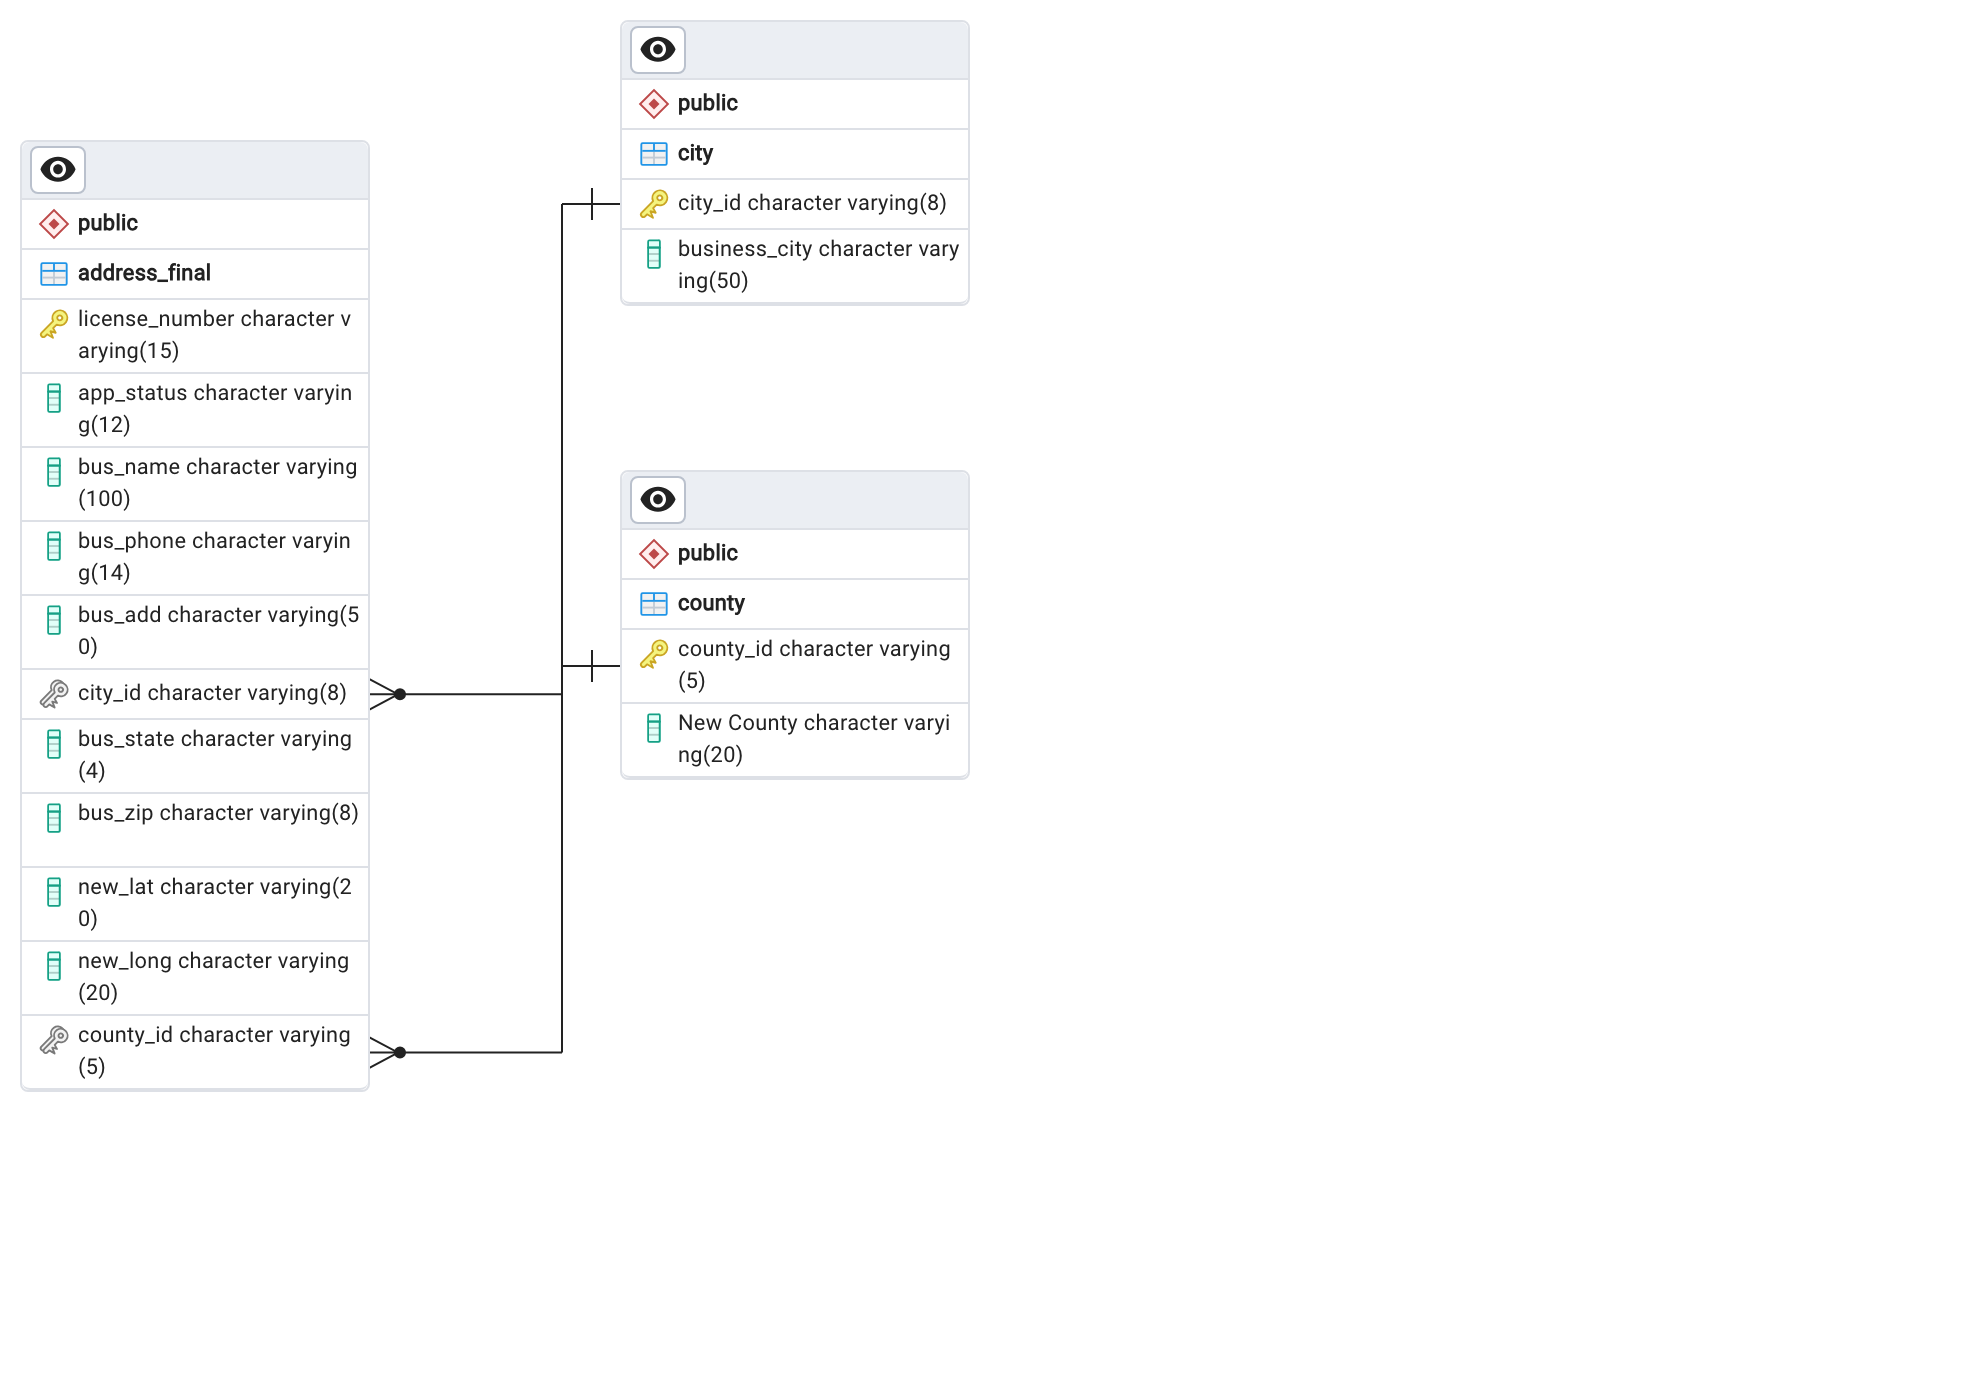 public
address_final
license_number character v
arying(15)
app_status character varyin
g(12)
bus_name character varying
(100)
bus_phone character varyin
g(14)
bus_add character varying(5
0)
city_id character varying(8)
bus_state character varying
(4)
bus_zip character varying(8)
new_lat character varying(2
0)
new_long character varying
(20)
county_id character varying
(5)
public
city
city_id character varying(8)
business_city character vary
ing(50)
public
county
county_id character varying
(5)
New County character varyi
ng(20)